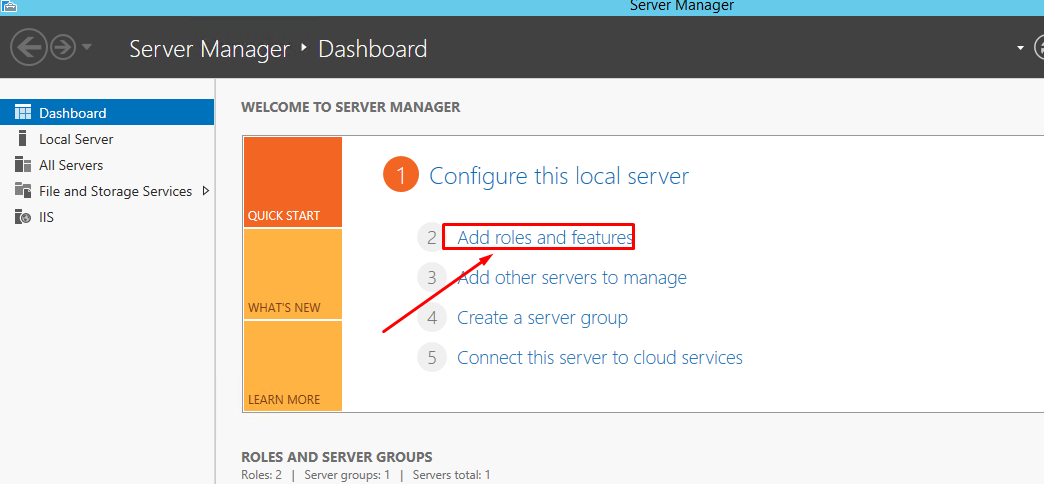 Server Manager
Server Manager ‣ Dashboard
Dashboard
Local Server
All Servers
File and Storage Services
IIS
WELCOME TO SERVER MANAGER
QUICK START
WHAT'S NEW
LEARN MORE
1 Configure this local server
2 Add roles and features
3 Add other servers to manage
4 Create a server group
5 Connect this server to cloud services
ROLES AND SERVER GROUPS
Roles: 2 | Server groups: 1 | Servers total: 1